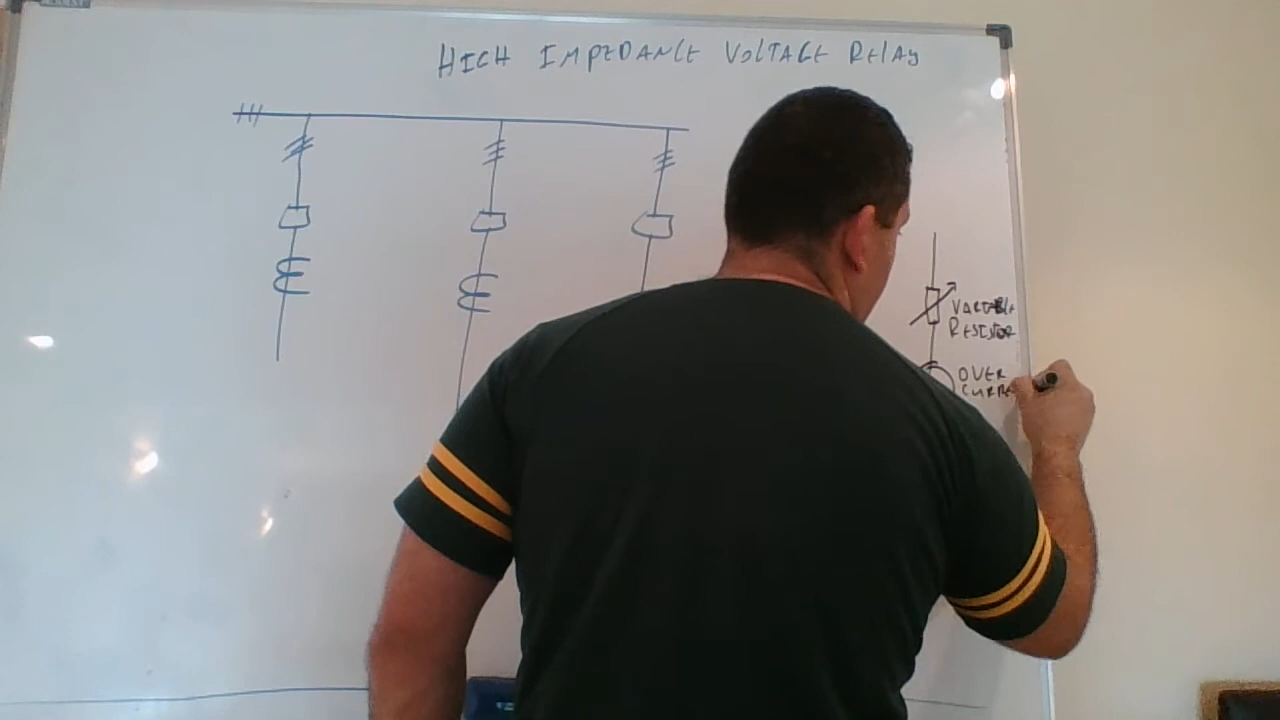 HIGH IMPEDANCE VOLTAGE RELAY
VARIABLE
RESISTOR
OVER